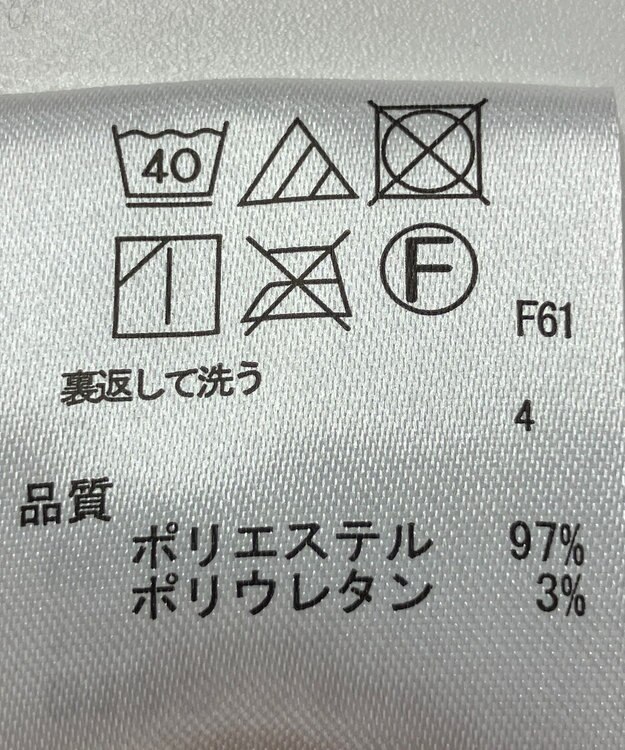 40
F
F61
裏返して洗う
4
品質
ポリエステル 97%
ポリウレタン 3%